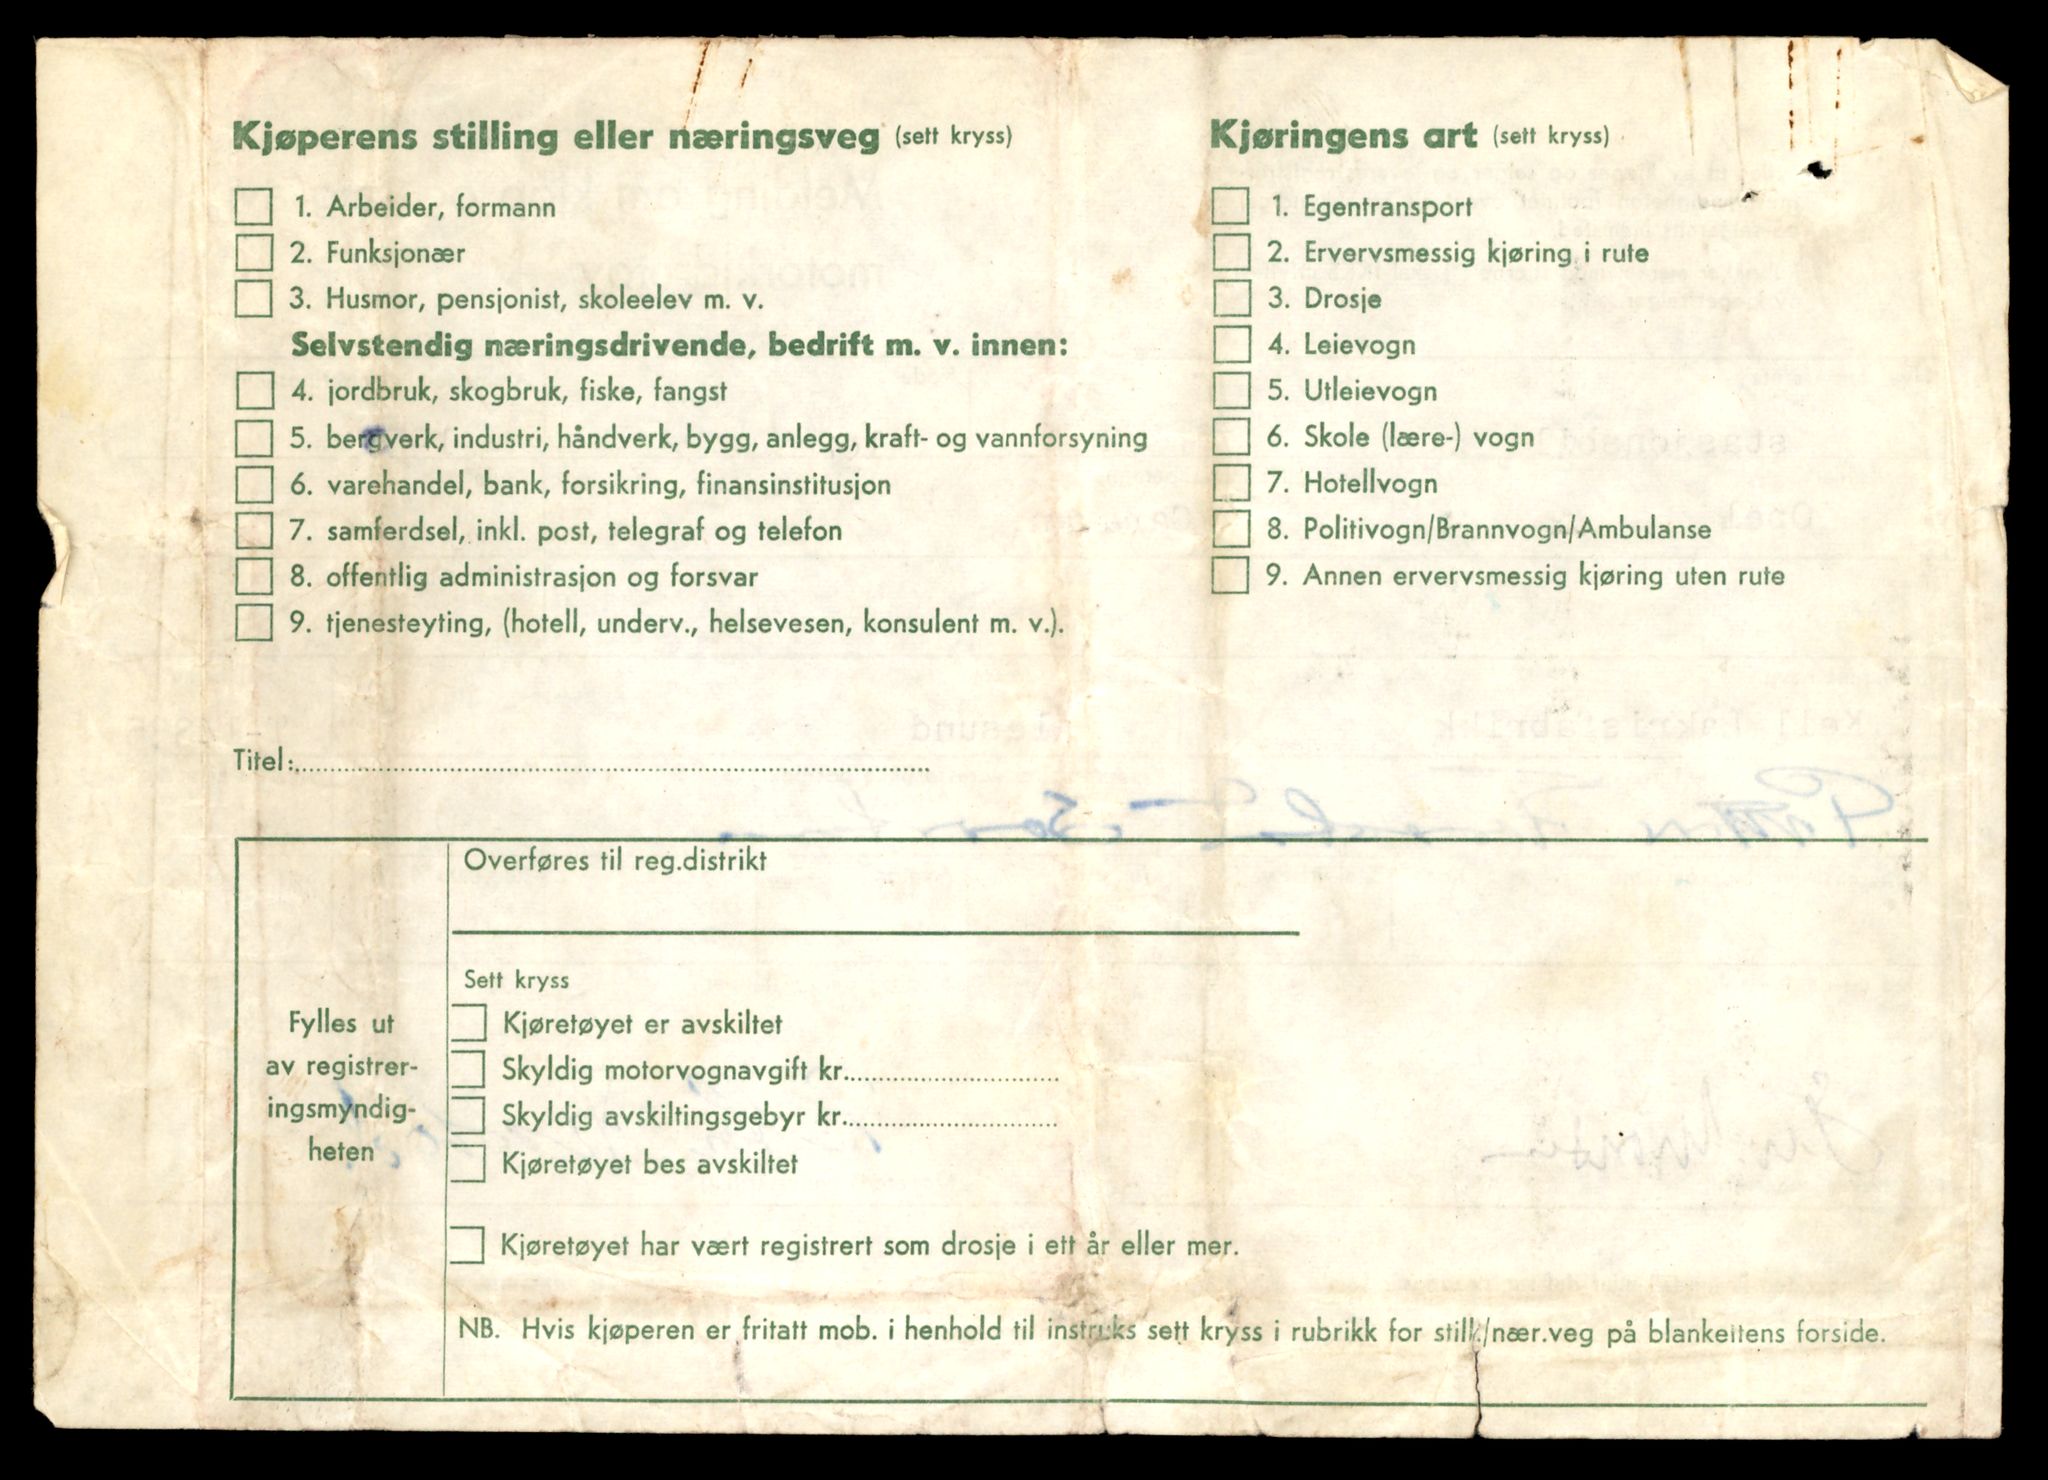 Kjøperens stilling eller næringsveg (sett kryss)
1. Arbeider, formann
2. Funksjonær
3. Husmor, pensjonist, skoleelev m. v.
Selvstendig næringsdrivende, bedrift m. v. innen:
4. jordbruk, skogbruk, fiske, fangst
5. bergverk, industri, håndverk, bygg, anlegg, kraft- og vannforsyning
6. varehandel, bank, forsikring, finansinstitusjon
7. samferdsel, inkl. post, telegraf og telefon
8. offentlig administrasjon og forsvar
9. tjenesteyting, (hotell, underv., helsevesen, konsulent m. v.).
Kjøringens art (sett kryss)
1. Egentransport
2. Ervervsmessig kjøring i rute
3. Drosje
4. Leievogn
5. Utleievogn
6. Skole (lære-) vogn
7. Hotellvogn
8. Politivogn/Brannvogn/Ambulanse
9. Annen ervervsmessig kjøring uten rute
Titel:
Fylles ut
av registrer-
ingsmyndig-
heten
Overføres til reg.distrikt
Sett kryss
Kjøretøyet er avskiltet
Skyldig motorvognavgift kr.
Skyldig avskiltingsgebyr kr.
Kjøretøyet bes avskiltet
Kjøretøyet har vært registrert som drosje i ett år eller mer.
NB. Hvis kjøperen er fritatt mob. i henhold til instruks sett kryss i rubrikk for still./nær.veg på blankettens forside.